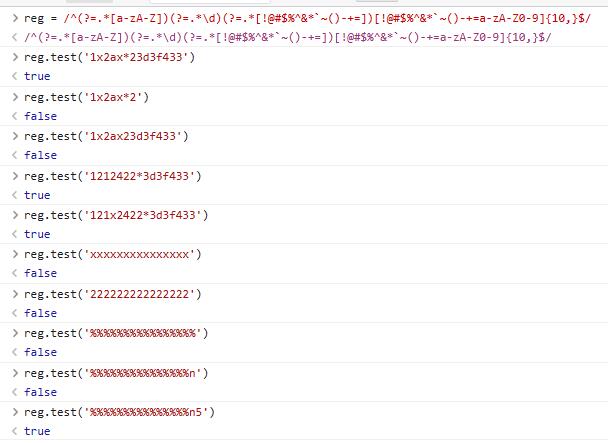 > reg = /^(?=.*[a-zA-Z])(?=.*\d)(?=.*[!@#$%^&*`~()-+=])[!@#$%^&*`~()-+=a-zA-Z0-9]{10,}$/
< /^(?=.*[a-zA-Z])(?=.*\d)(?=.*[!@#$%^&*`~()-+=])[!@#$%^&*`~()-+=a-zA-Z0-9]{10,}$/
> reg.test('1x2ax*23d3f433')
< true
> reg.test('1x2ax*2')
< false
> reg.test('1x2ax23d3f433')
< false
> reg.test('1212422*3d3f433')
< true
> reg.test('121x2422*3d3f433')
< true
> reg.test('xxxxxxxxxxxxxxx')
< false
> reg.test('222222222222222')
< false
> reg.test('%%%%%%%%%%%%%%%%')
< false
> reg.test('%%%%%%%%%%%%%%%n')
< false
> reg.test('%%%%%%%%%%%%%%%n5')
< true